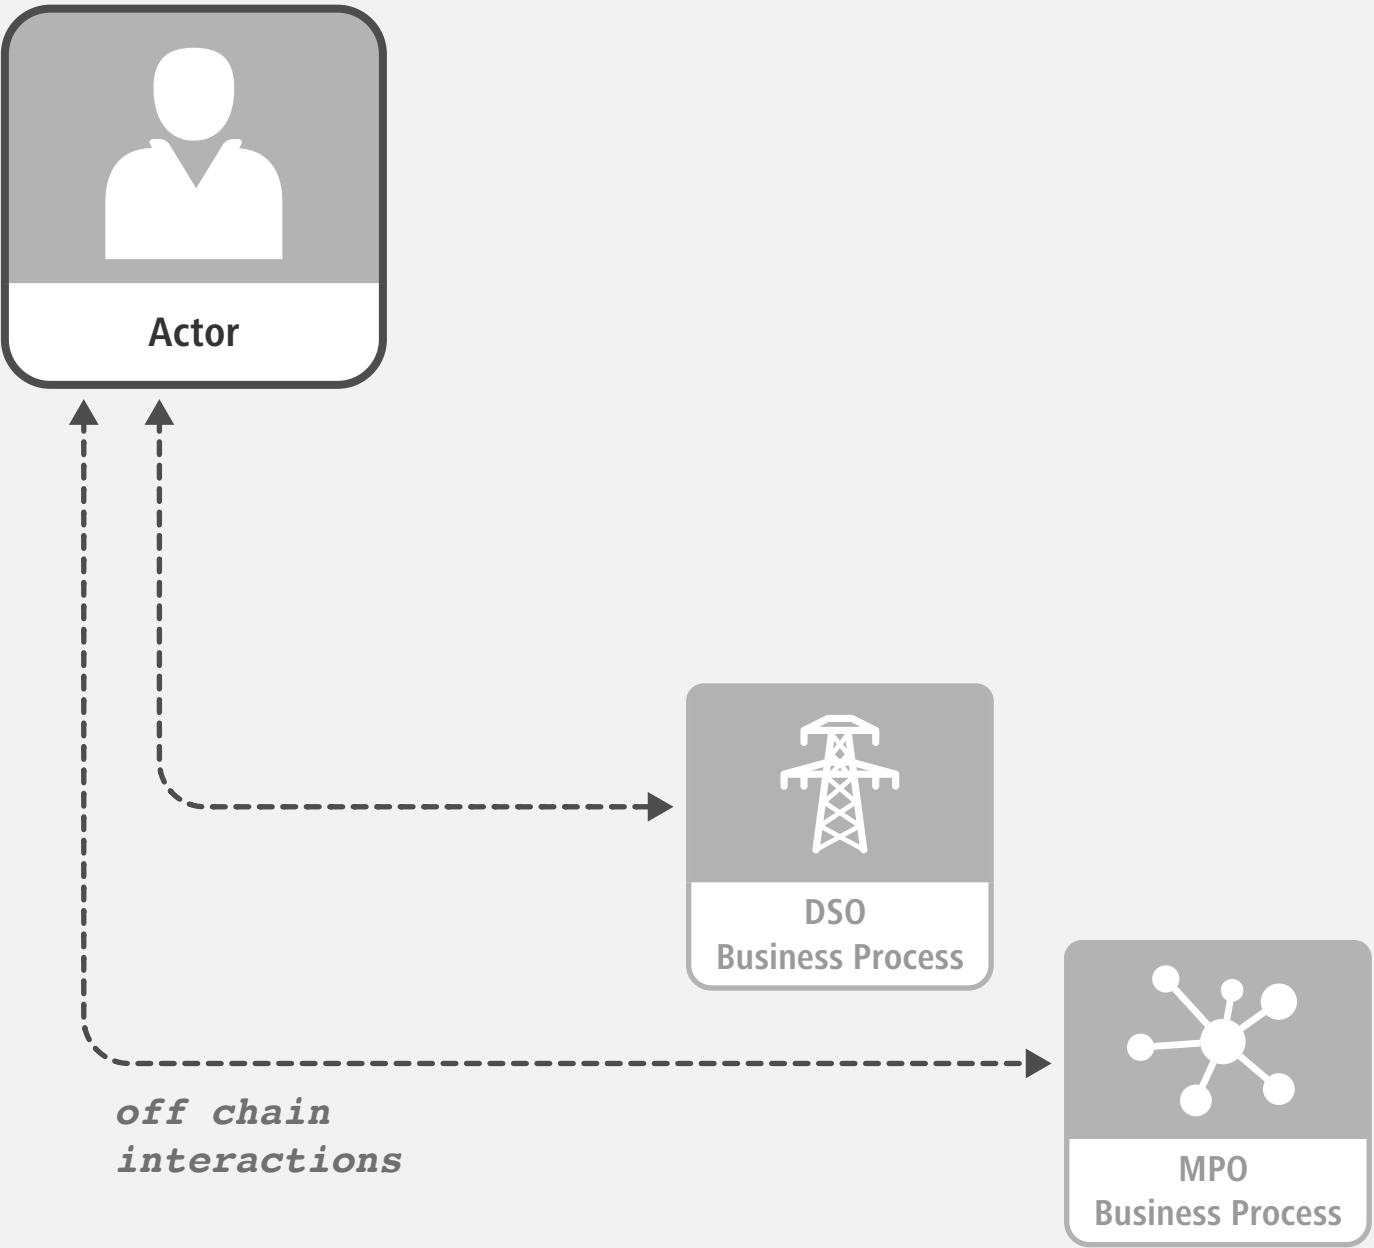 Actor
DSO
Business Process
MPO
Business Process
off chain
interactions